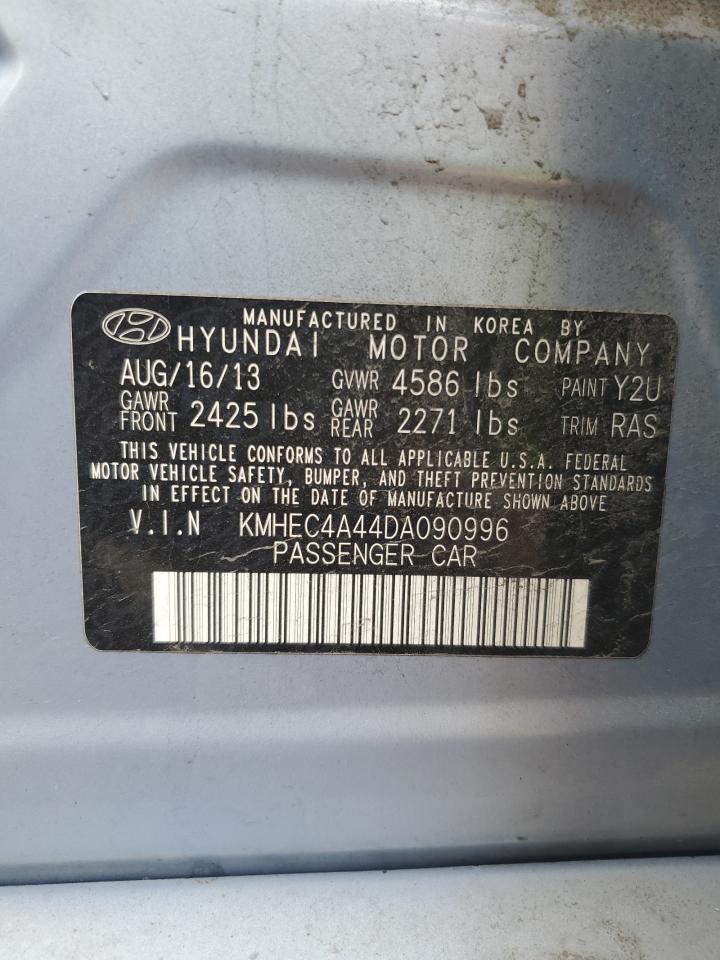 MANUFACTURED IN KOREA BY
HYUNDAI MOTOR COMPANY
AUG/16/13 GVWR 4586 lbs PAINT Y2U
GAWR FRONT 2425 lbs GAWR REAR 2271 lbs TRIM RAS
THIS VEHICLE CONFORMS TO ALL APPLICABLE U.S.A. FEDERAL
MOTOR VEHICLE SAFETY, BUMPER, AND THEFT PREVENTION STANDARDS
IN EFFECT ON THE DATE OF MANUFACTURE SHOWN ABOVE
V.I.N KMHEC4A44DA090996
PASSENGER CAR